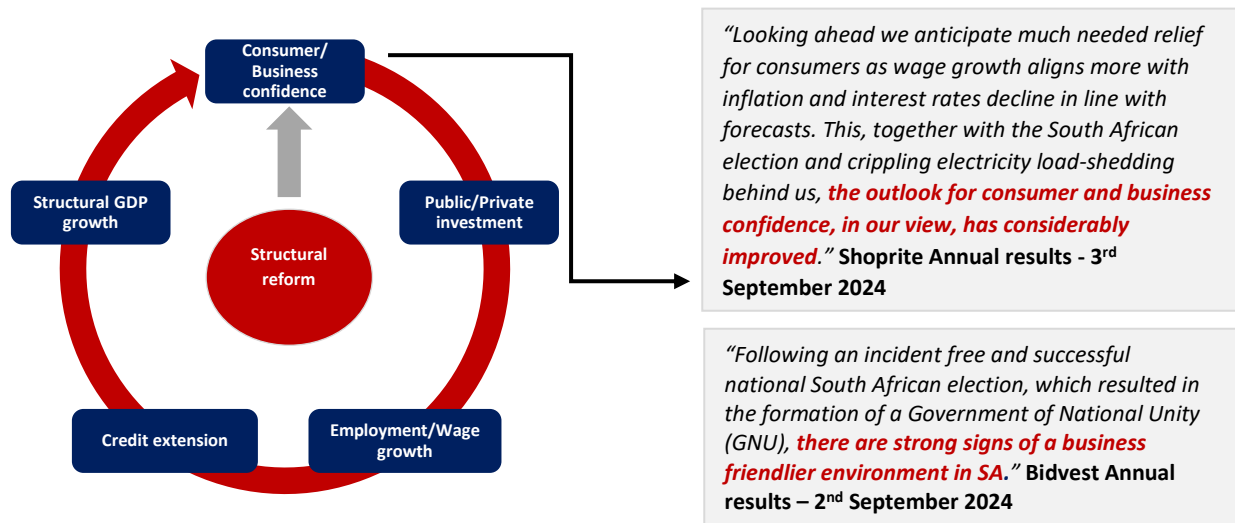 Consumer/
Business
confidence
Public/Private
investment
Employment/Wage
growth
Credit extension
Structural GDP
growth
Structural
reform
“Looking ahead we anticipate much needed relief
for consumers as wage growth aligns more with
inflation and interest rates decline in line with
forecasts. This, together with the South African
election and crippling electricity load-shedding
behind us, the outlook for consumer and business
confidence, in our view, has considerably
improved.” Shoprite Annual results - 3rd
September 2024
“Following an incident free and successful
national South African election, which resulted in
the formation of a Government of National Unity
(GNU), there are strong signs of a business
friendlier environment in SA.” Bidvest Annual
results – 2nd September 2024